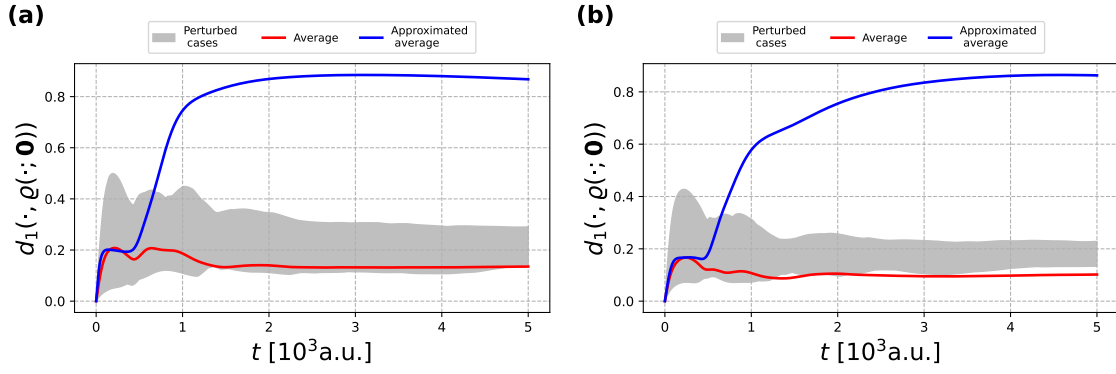 (a)
Perturbed
cases
Average
Approximated
average
d₁(·, ϱ(·; 𝟎))
0.8
0.6
0.4
0.2
0.0
0
1
2
3
4
5
t [10³a.u.]
(b)
Perturbed
cases
Average
Approximated
average
d₁(·, ϱ(·; 𝟎))
0.8
0.6
0.4
0.2
0.0
0
1
2
3
4
5
t [10³a.u.]